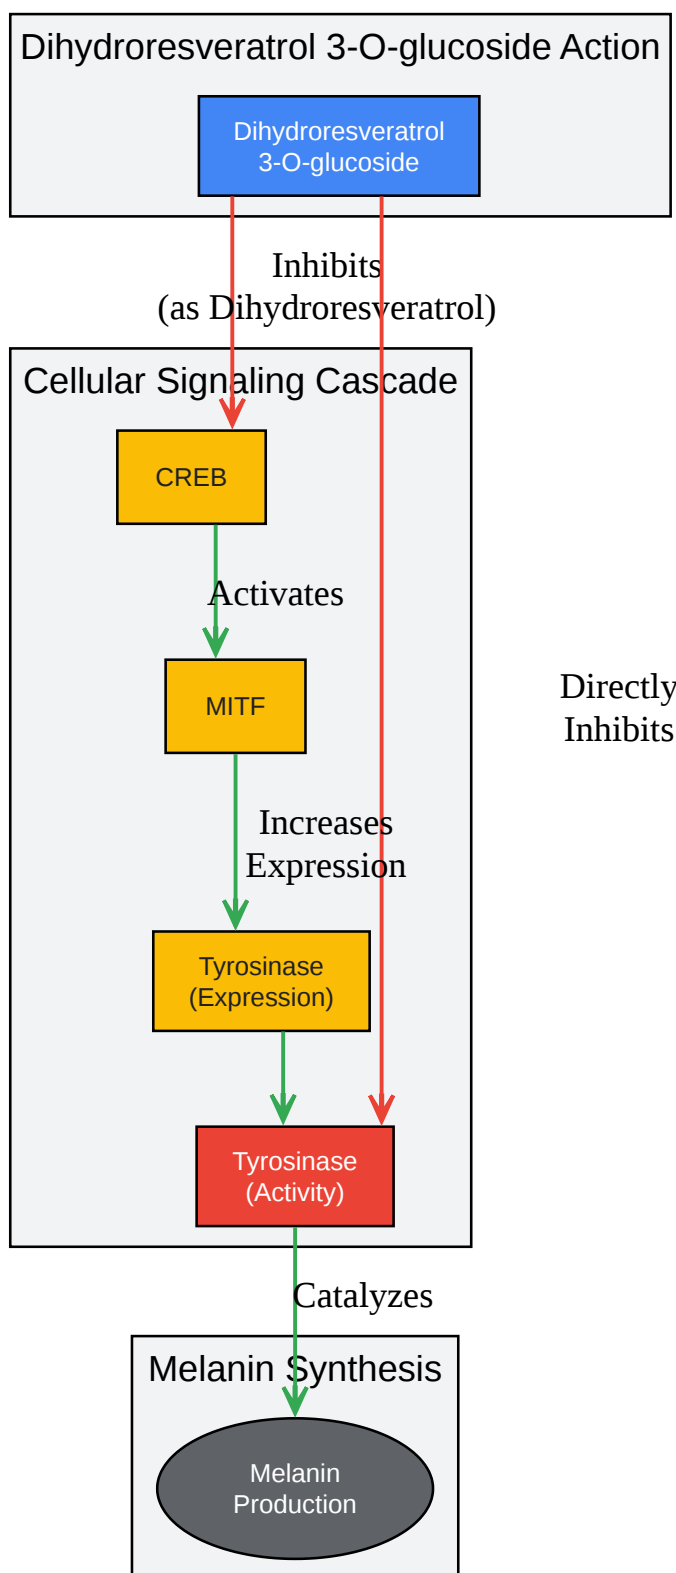 Dihydroresveratrol 3-O-glucoside Action
Dihydroresveratrol
3-O-glucoside
Inhibits
(as Dihydroresveratrol)
Cellular Signaling Cascade
CREB
Activates
MITF
Directly
Inhibits
Increases
Expression
Tyrosinase
(Expression)
Tyrosinase
(Activity)
Catalyzes
Melanin Synthesis
Melanin
Production